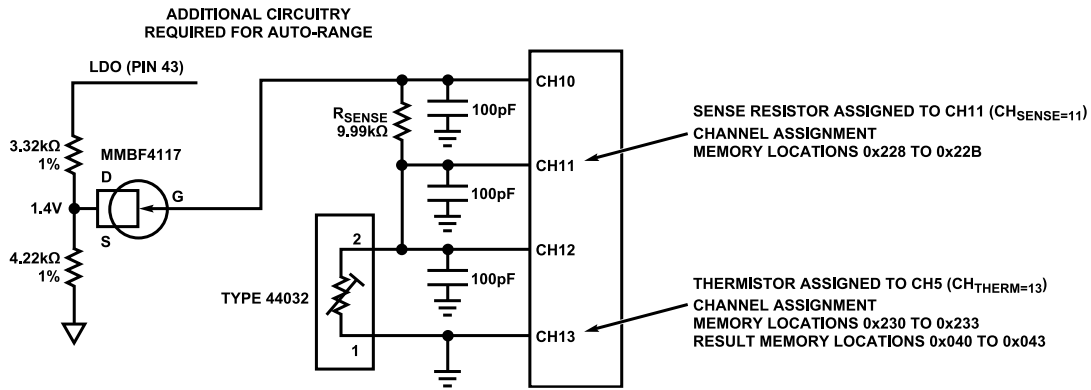 ADDITIONAL CIRCUITRY
REQUIRED FOR AUTO-RANGE
LDO (PIN 43)
3.32kΩ
1%
MMBF4117
D
G
S
1.4V
4.22kΩ
1%
RSENSE
9.99kΩ
100pF
100pF
100pF
TYPE 44032
2
1
CH10
CH11
CH12
CH13
SENSE RESISTOR ASSIGNED TO CH11 (CHSENSE=11)
CHANNEL ASSIGNMENT
MEMORY LOCATIONS 0x228 TO 0x22B
THERMISTOR ASSIGNED TO CH5 (CHTHERM=13)
CHANNEL ASSIGNMENT
MEMORY LOCATIONS 0x230 TO 0x233
RESULT MEMORY LOCATIONS 0x040 TO 0x043